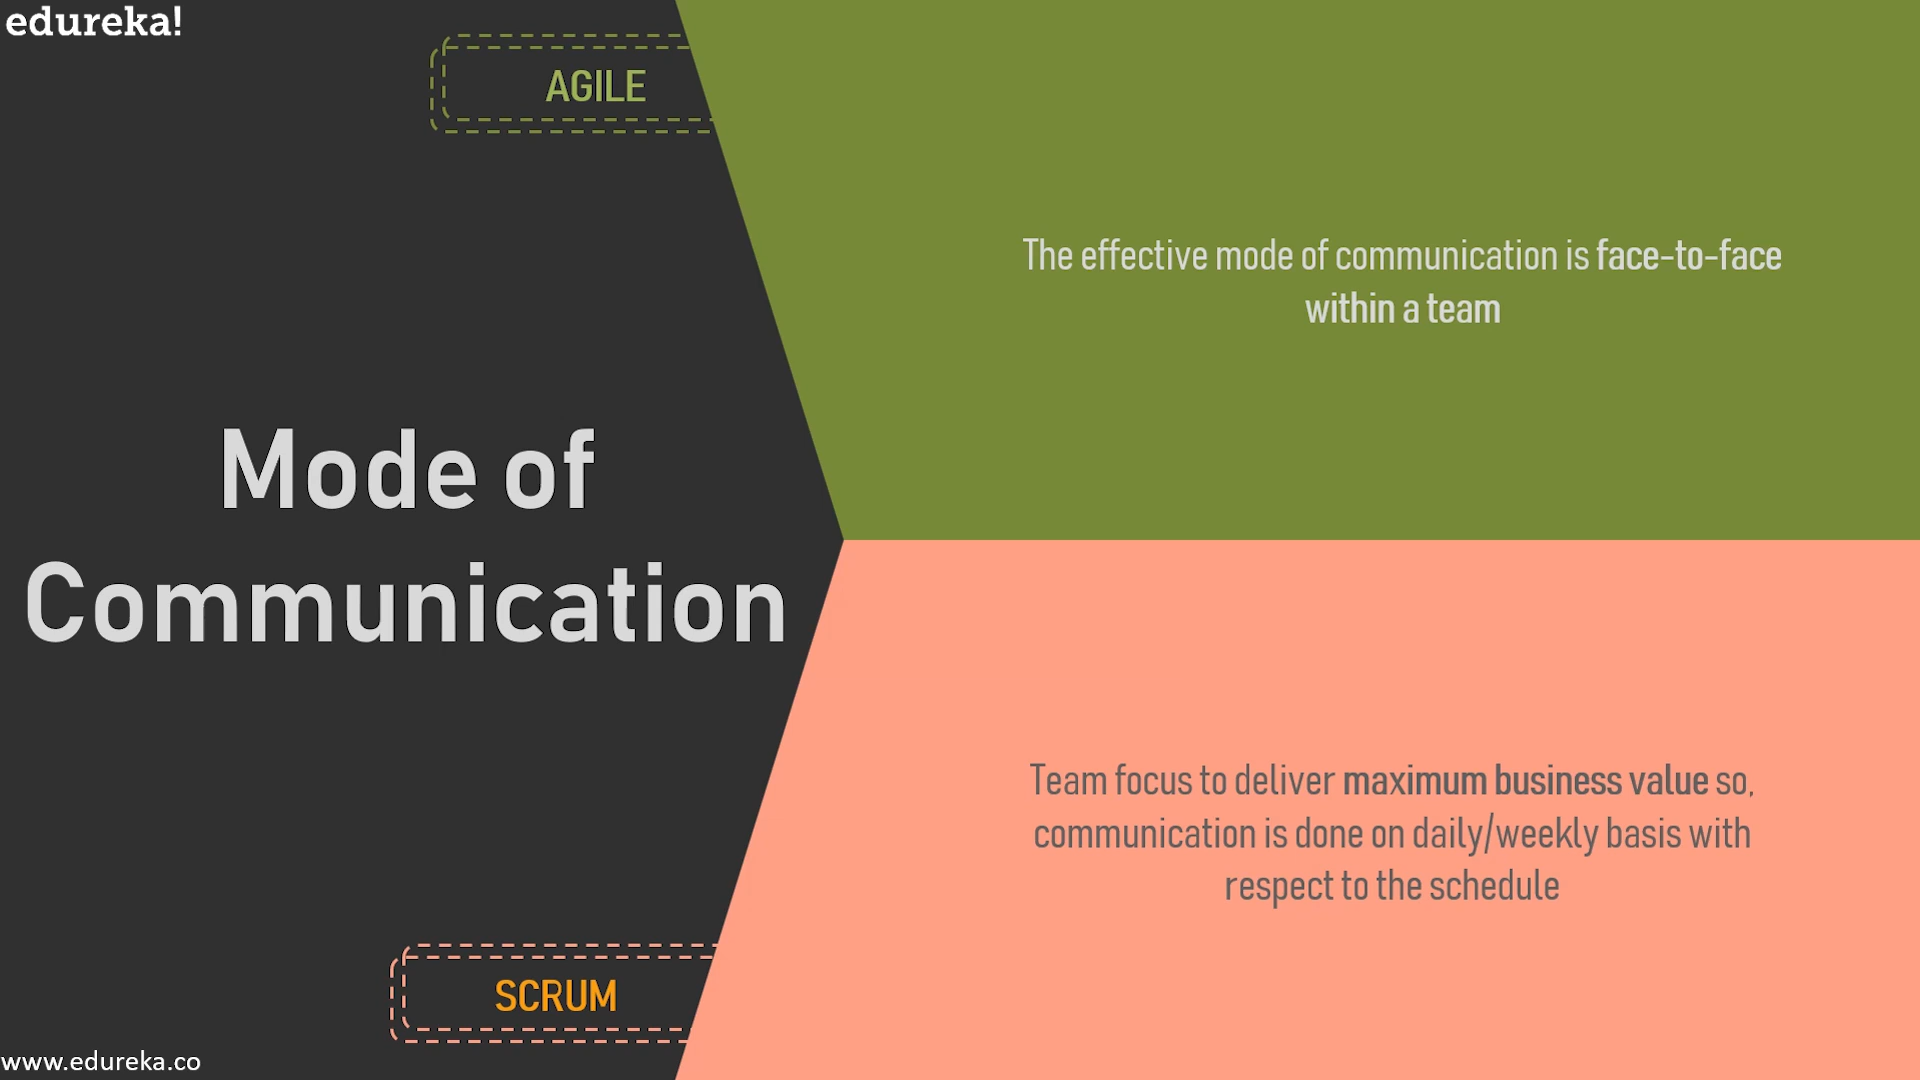 edureka!
AGILE
The effective mode of communication is face-to-face
within a team
Mode of
Communication
Team focus to deliver maximum business value so,
communication is done on daily/weekly basis with
respect to the schedule
SCRUM
www.edureka.co